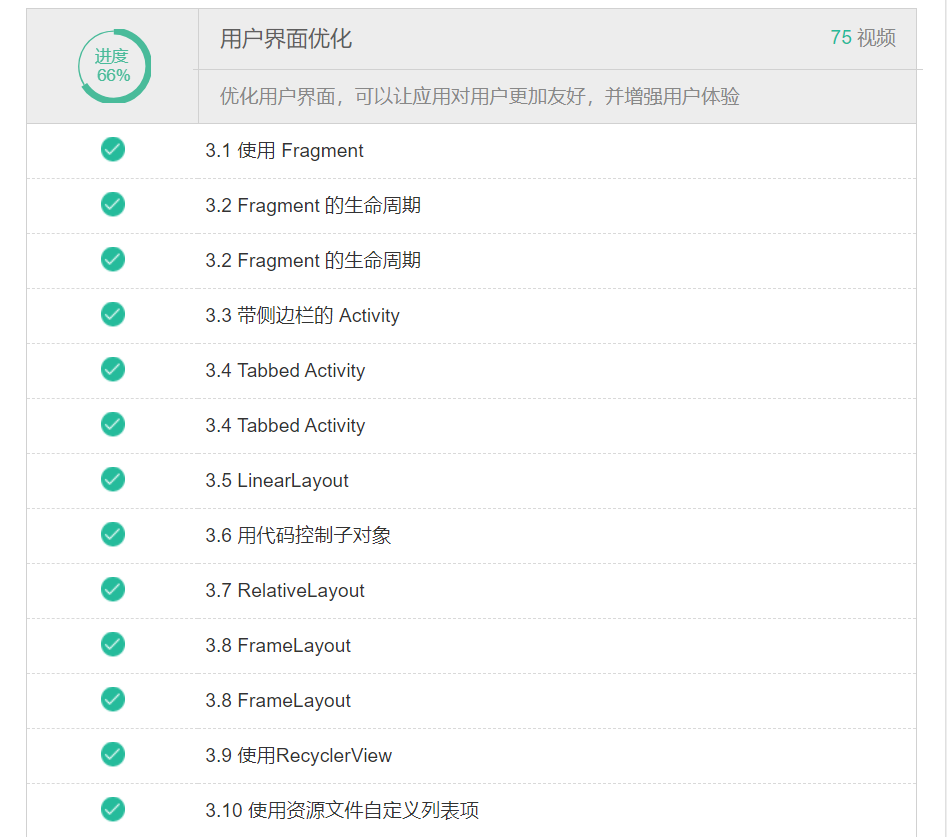 进度
66%
用户界面优化
75 视频
优化用户界面，可以让应用对用户更加友好，并增强用户体验
3.1 使用 Fragment
3.2 Fragment 的生命周期
3.2 Fragment 的生命周期
3.3 带侧边栏的 Activity
3.4 Tabbed Activity
3.4 Tabbed Activity
3.5 LinearLayout
3.6 用代码控制子对象
3.7 RelativeLayout
3.8 FrameLayout
3.8 FrameLayout
3.9 使用RecyclerView
3.10 使用资源文件自定义列表项